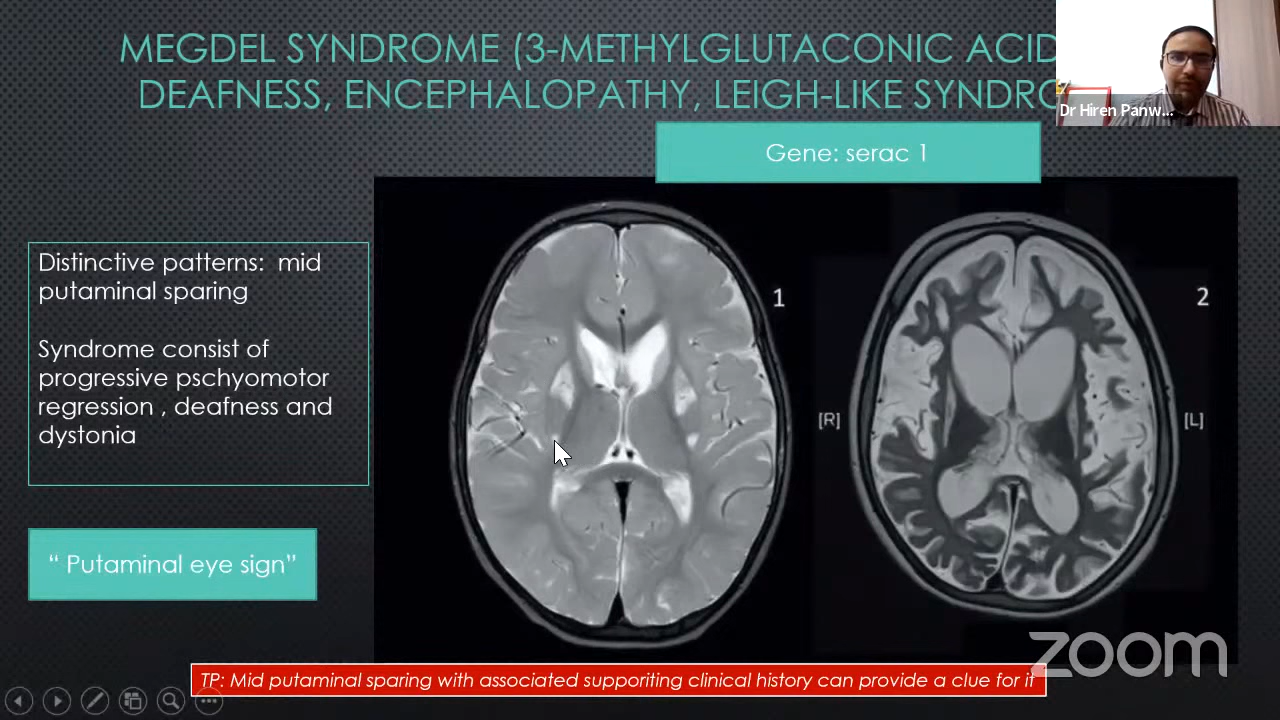 MEGDEL SYNDROME (3-METHYLGLUTACONIC ACID
DEAFNESS, ENCEPHALOPATHY, LEIGH-LIKE SYNDRO
Dr Hiren Panw...
Gene: serac 1
Distinctive patterns: mid
putaminal sparing
Syndrome consist of
progressive pschyomotor
regression , deafness and
dystonia
“ Putaminal eye sign”
1
2
[R]
[L]
zoom
TP: Mid putaminal sparing with associated supporiting clinical history can provide a clue for it